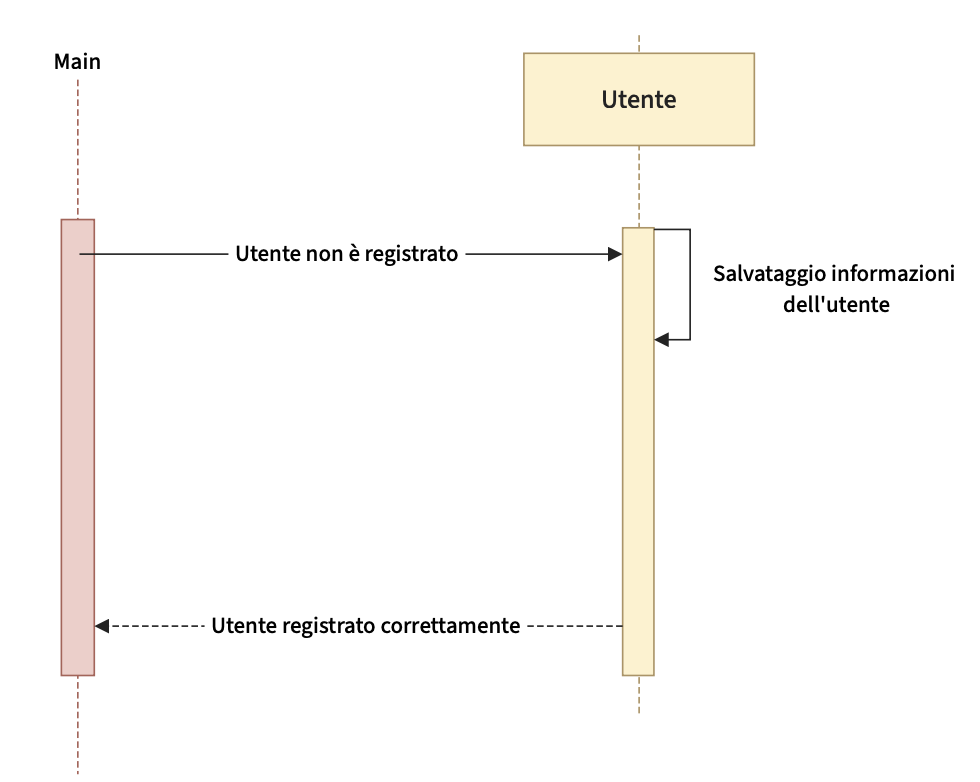 Main
Utente
Utente non è registrato
Salvataggio informazioni
dell'utente
Utente registrato correttamente